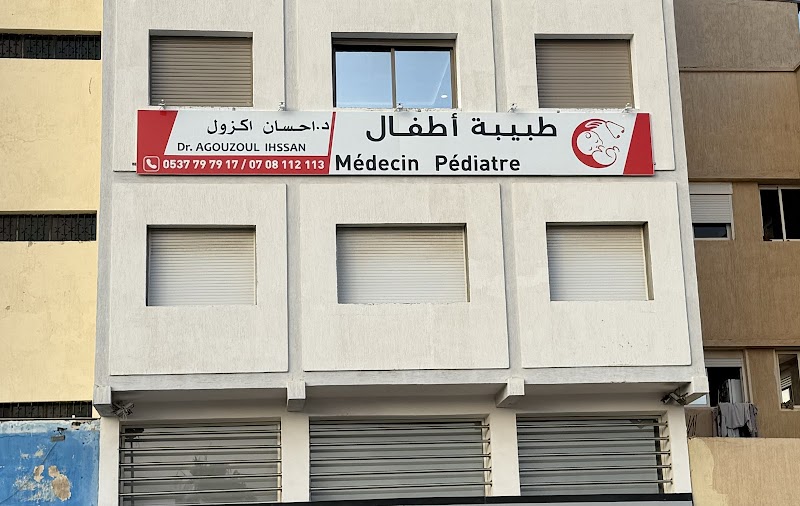 د.احسان اكزول
Dr. AGOUZOUL IHSSAN
0537 79 79 17 / 07 08 112 113
طبيبة أطفال
Médecin Pédiatre